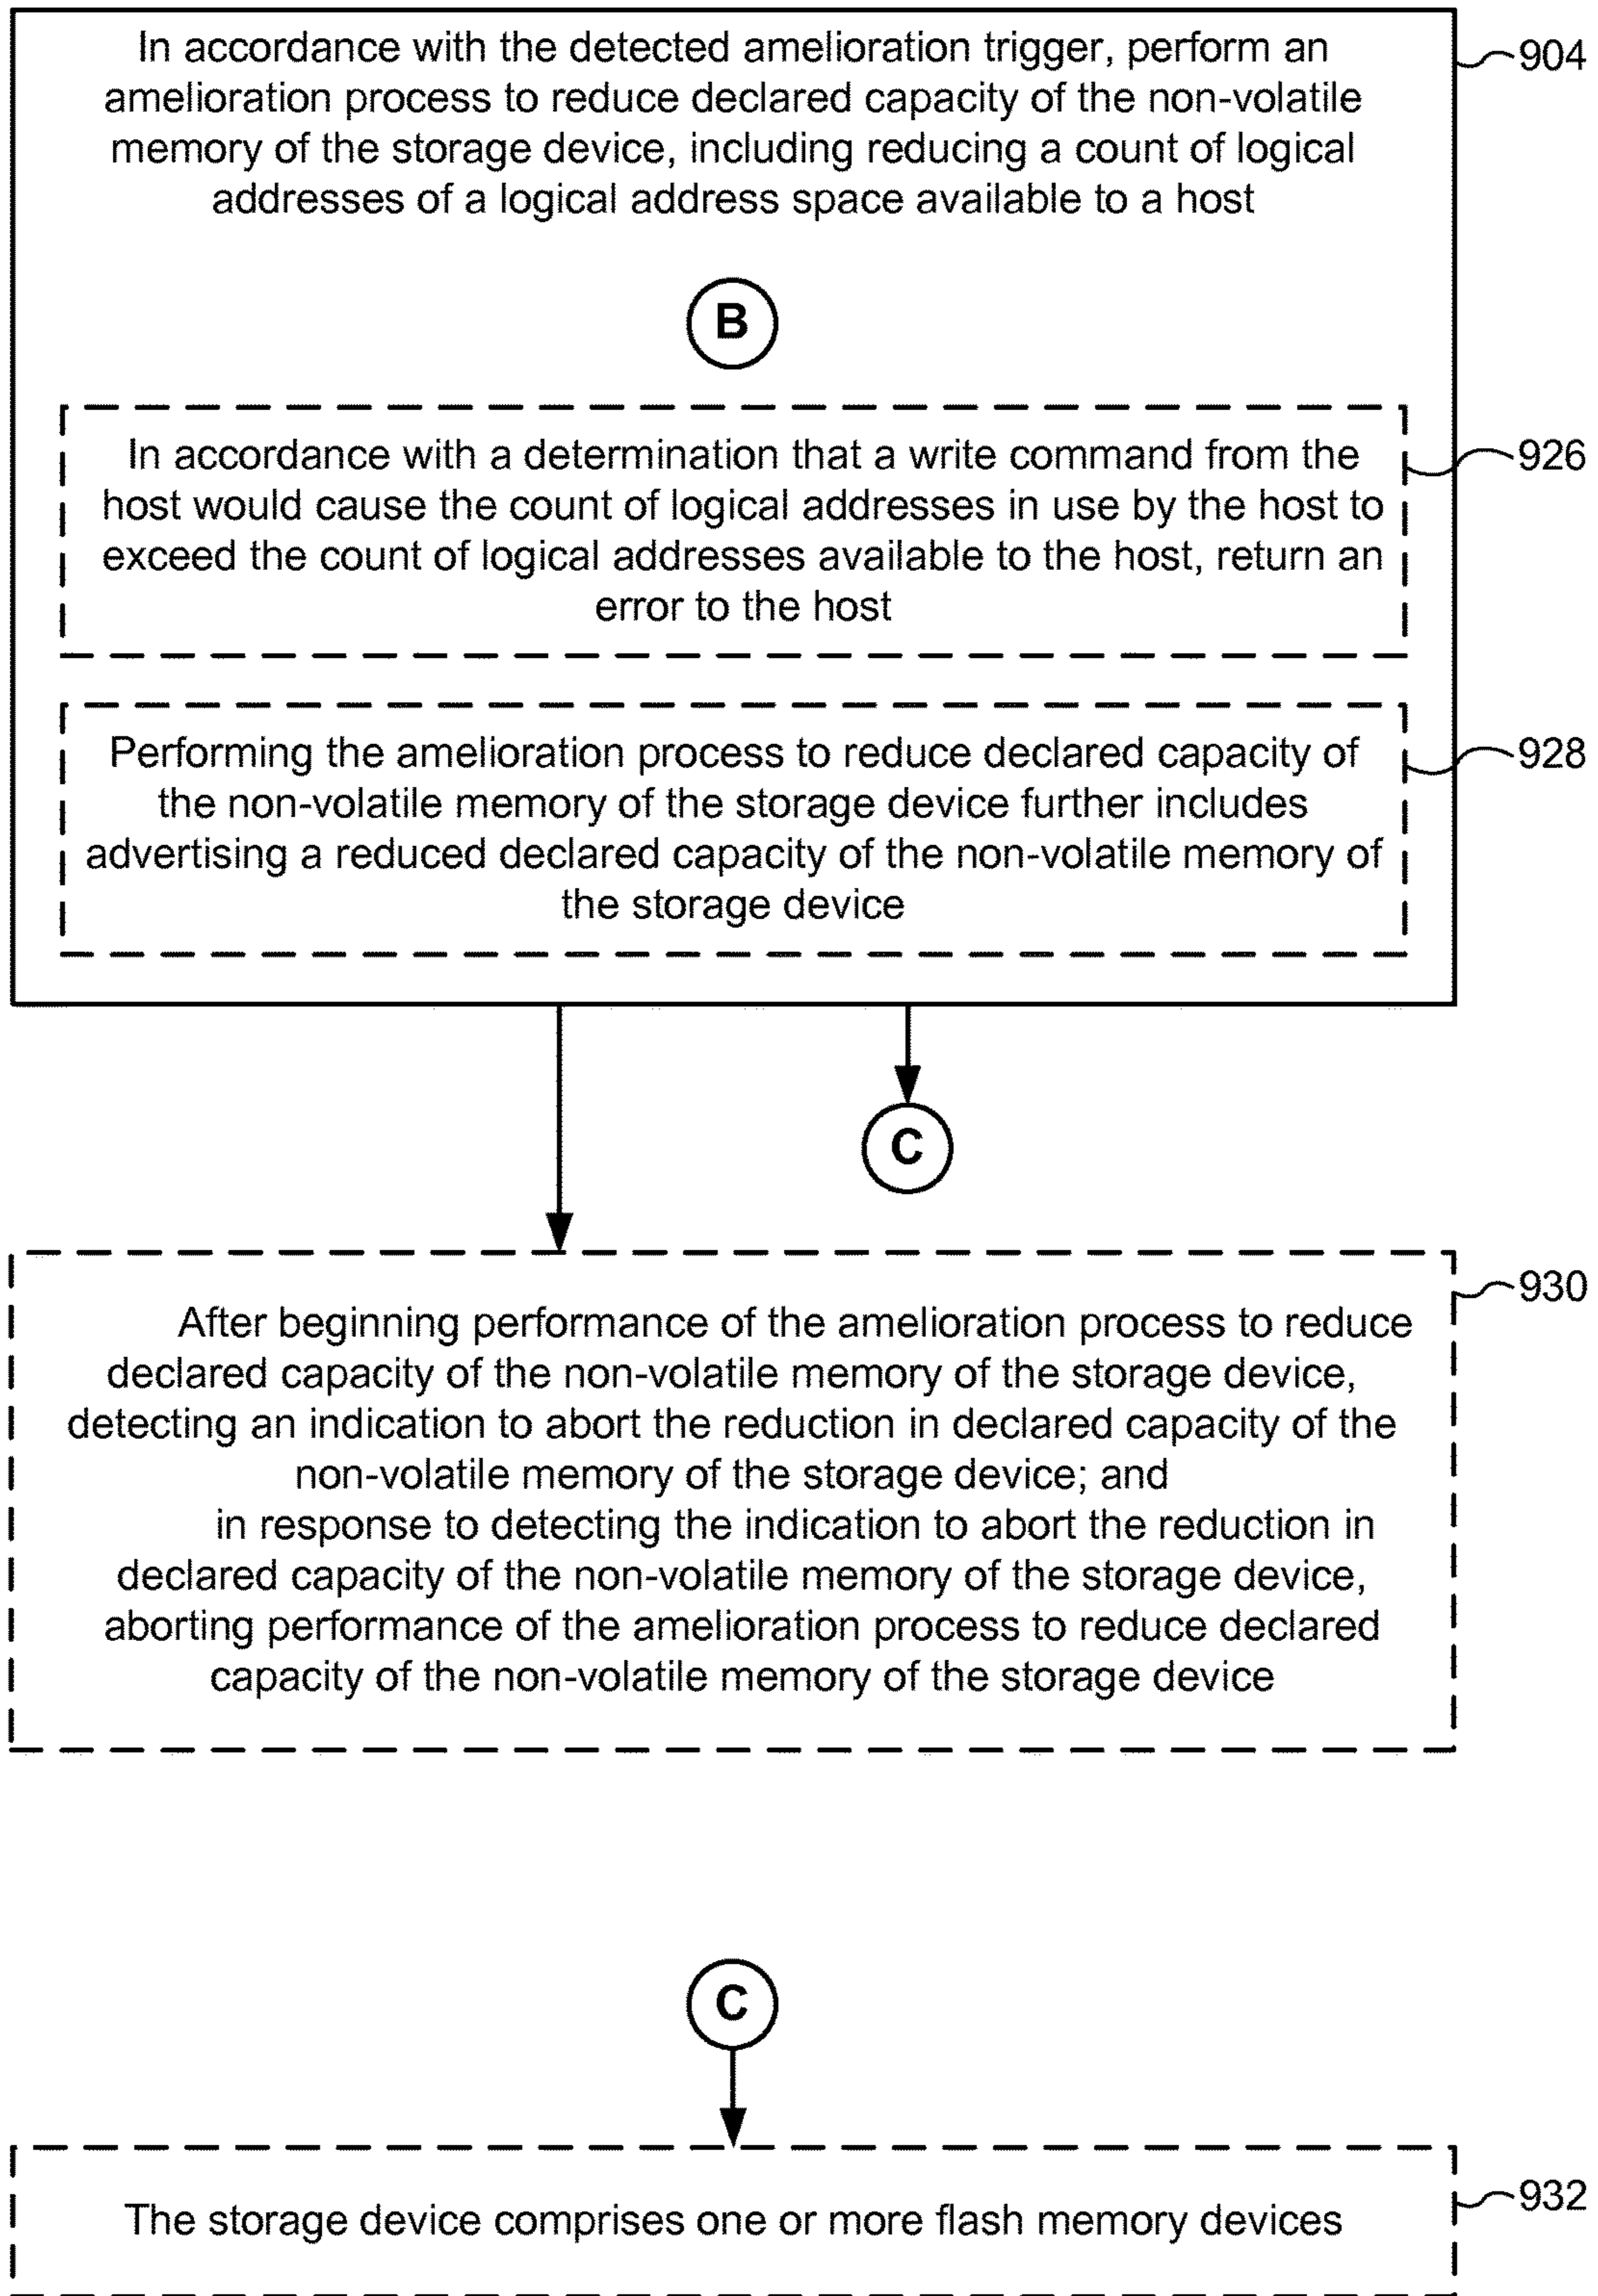 In accordance with the detected amelioration trigger, perform an
amelioration process to reduce declared capacity of the non-volatile
memory of the storage device, including reducing a count of logical
addresses of a logical address space available to a host
904
B
In accordance with a determination that a write command from the
host would cause the count of logical addresses in use by the host to
exceed the count of logical addresses available to the host, return an
error to the host
926
Performing the amelioration process to reduce declared capacity of
the non-volatile memory of the storage device further includes
advertising a reduced declared capacity of the non-volatile memory of
the storage device
928
C
After beginning performance of the amelioration process to reduce
declared capacity of the non-volatile memory of the storage device,
detecting an indication to abort the reduction in declared capacity of the
non-volatile memory of the storage device; and
in response to detecting the indication to abort the reduction in
declared capacity of the non-volatile memory of the storage device,
aborting performance of the amelioration process to reduce declared
capacity of the non-volatile memory of the storage device
930
C
The storage device comprises one or more flash memory devices
932